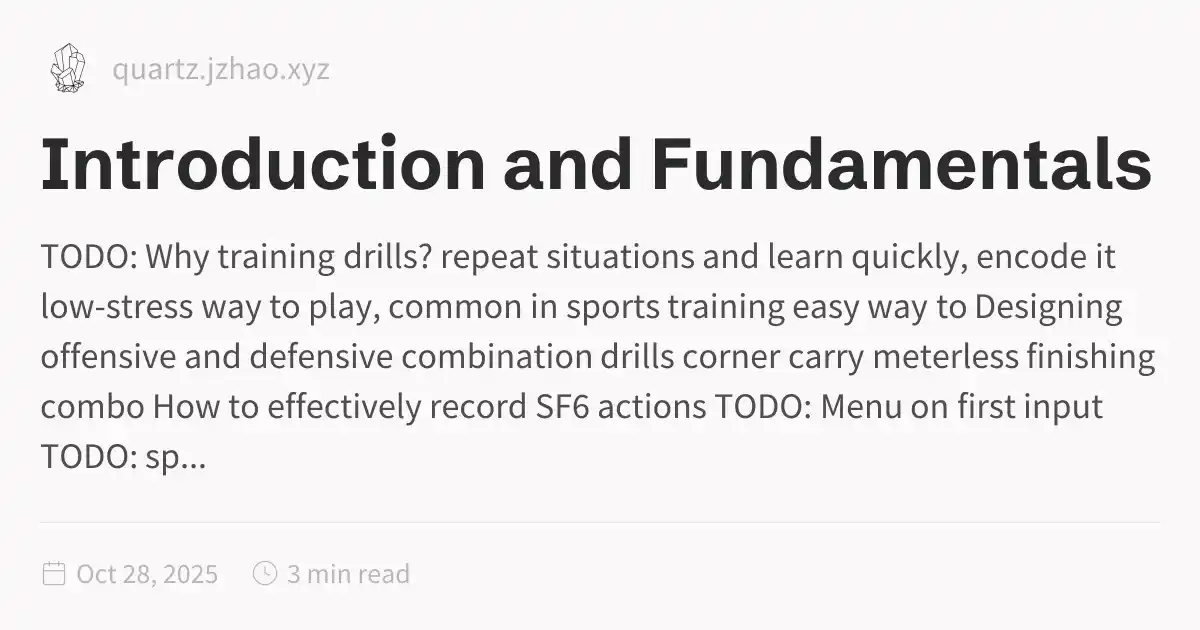 quartz.jzhao.xyz
Introduction and Fundamentals
TODO: Why training drills? repeat situations and learn quickly, encode it
low-stress way to play, common in sports training easy way to Designing
offensive and defensive combination drills corner carry meterless finishing
combo How to effectively record SF6 actions TODO: Menu on first input
TODO: sp...
Oct 28, 2025 3 min read